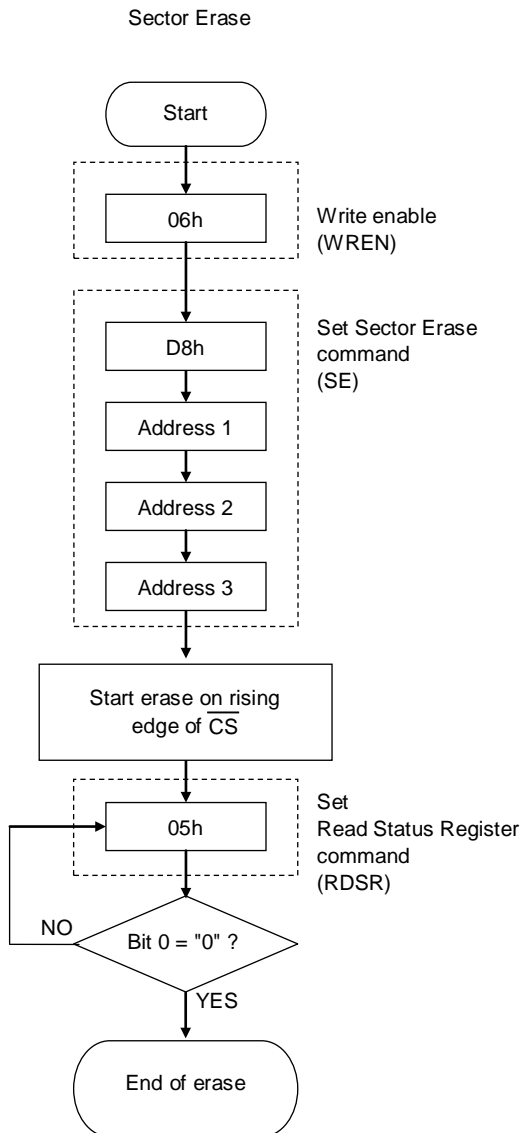 Sector Erase
Start
06h
Write enable
(WREN)
D8h
Set Sector Erase
command
(SE)
Address 1
Address 2
Address 3
Start erase on rising
edge of C̅S̅
05h
Set
Read Status Register
command
(RDSR)
NO
Bit 0 = "0" ?
YES
End of erase